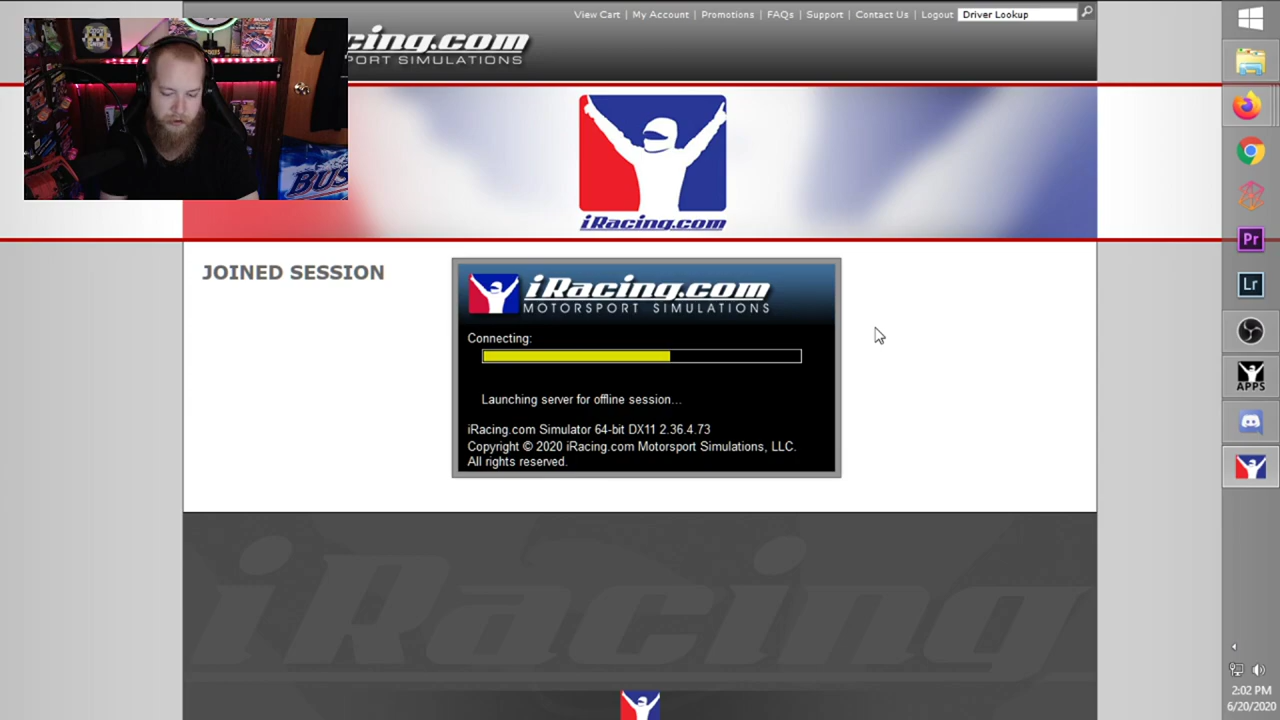 View Cart | My Account | Promotions | FAQs | Support | Contact Us | Logout
Driver Lookup
cing.com
PORT SIMULATIONS
BUS
iRacing.com
JOINED SESSION
iRacing.com
MOTORSPORT SIMULATIONS
Connecting:
Launching server for offline session...
iRacing.com Simulator 64-bit DX11 2.36.4.73
Copyright © 2020 iRacing.com Motorsport Simulations, LLC.
All rights reserved.
iRacing
Pr
Lr
APPS
2:02 PM
6/20/2020